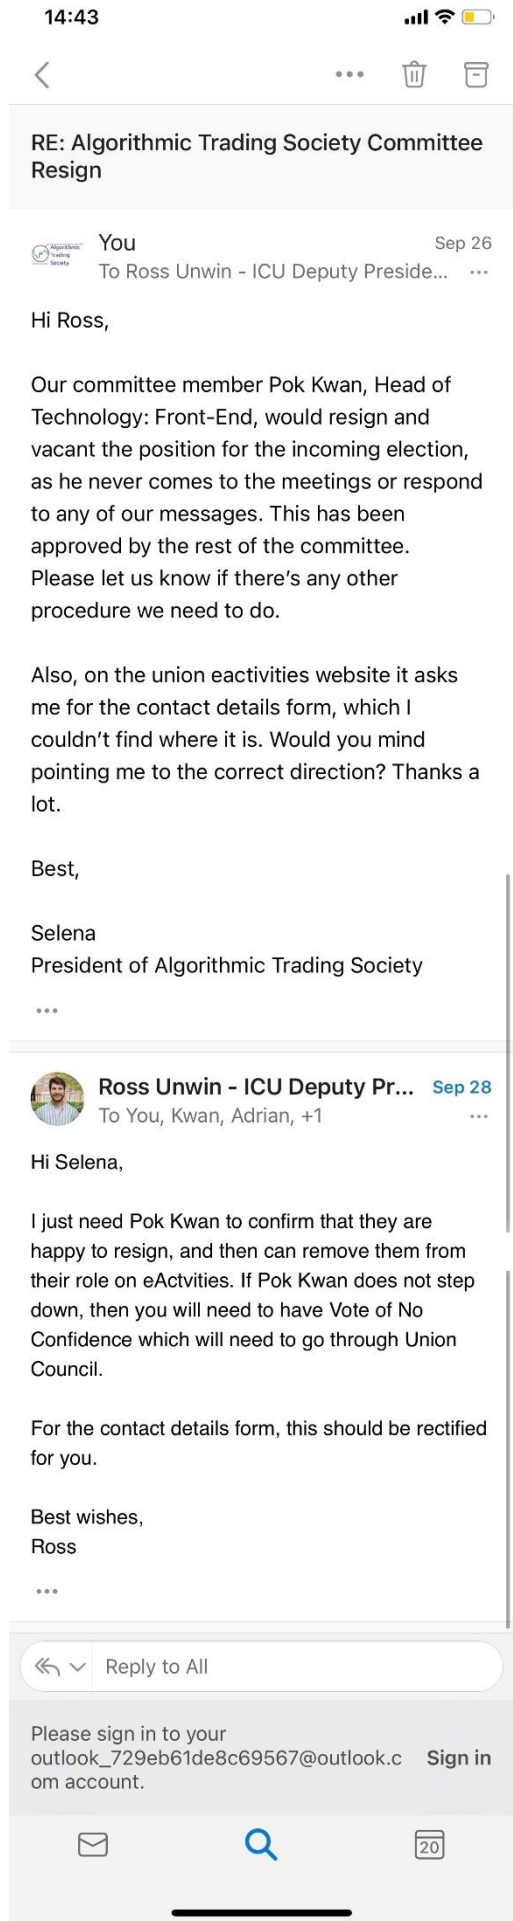 14:43
RE: Algorithmic Trading Society Committee
Resign
Algorithmic
Trading
Society
You
Sep 26
To Ross Unwin - ICU Deputy Preside...
Hi Ross,
Our committee member Pok Kwan, Head of
Technology: Front-End, would resign and
vacant the position for the incoming election,
as he never comes to the meetings or respond
to any of our messages. This has been
approved by the rest of the committee.
Please let us know if there's any other
procedure we need to do.
Also, on the union eactivities website it asks
me for the contact details form, which I
couldn't find where it is. Would you mind
pointing me to the correct direction? Thanks a
lot.
Best,
Selena
President of Algorithmic Trading Society
Ross Unwin - ICU Deputy Pr...
Sep 28
To You, Kwan, Adrian, +1
Hi Selena,
I just need Pok Kwan to confirm that they are
happy to resign, and then can remove them from
their role on eActvities. If Pok Kwan does not step
down, then you will need to have Vote of No
Confidence which will need to go through Union
Council.
For the contact details form, this should be rectified
for you.
Best wishes,
Ross
Reply to All
Please sign in to your
outlook_729eb61de8c69567@outlook.c
om account.
Sign in
20